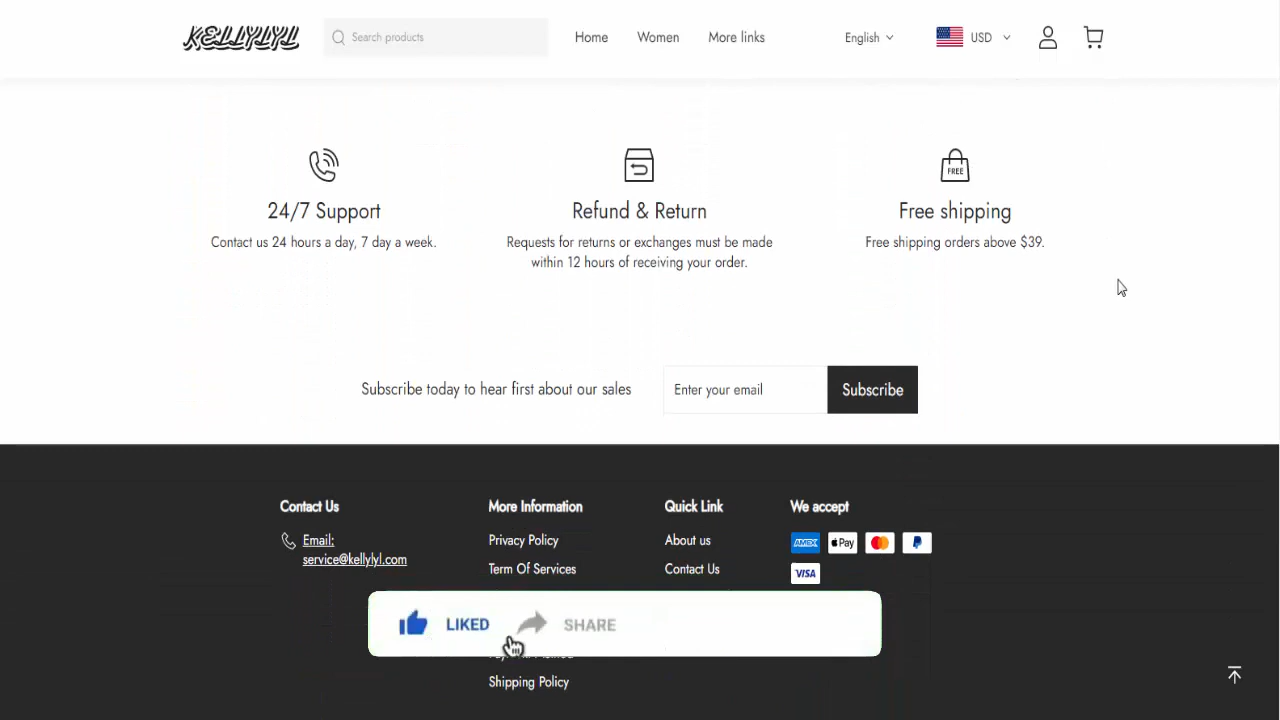 KELLYLYL
Search products
Home
Women
More links
English
USD
24/7 Support
Contact us 24 hours a day, 7 day a week.
Refund & Return
Requests for returns or exchanges must be made
within 12 hours of receiving your order.
FREE
Free shipping
Free shipping orders above $39.
Subscribe today to hear first about our sales
Enter your email
Subscribe
Contact Us
Email:
service@kellylyl.com
More Information
Privacy Policy
Term Of Services
Shipping Policy
Quick Link
About us
Contact Us
We accept
AMEX
Pay
VISA
LIKED
SHARE